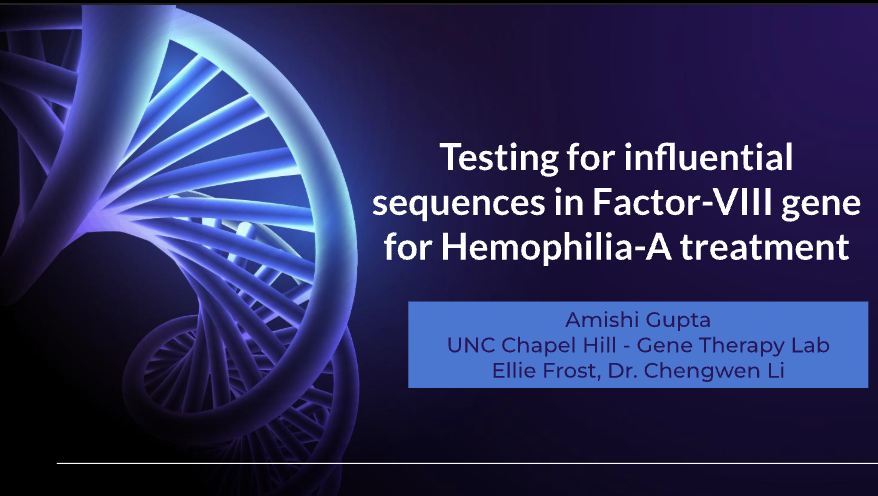 Testing for influential
sequences in Factor-VIII gene
for Hemophilia-A treatment
Amishi Gupta
UNC Chapel Hill - Gene Therapy Lab
Ellie Frost, Dr. Chengwen Li